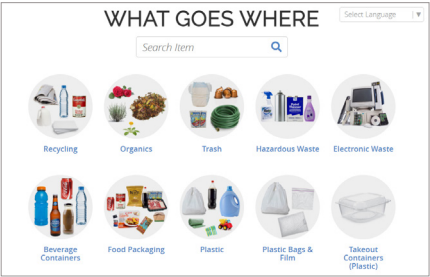 WHAT GOES WHERE
Select Language
Search Item
Recycling
Organics
Trash
Hazardous Waste
Electronic Waste
Beverage
Containers
Food Packaging
Plastic
Plastic Bags &
Film
Takeout
Containers
(Plastic)